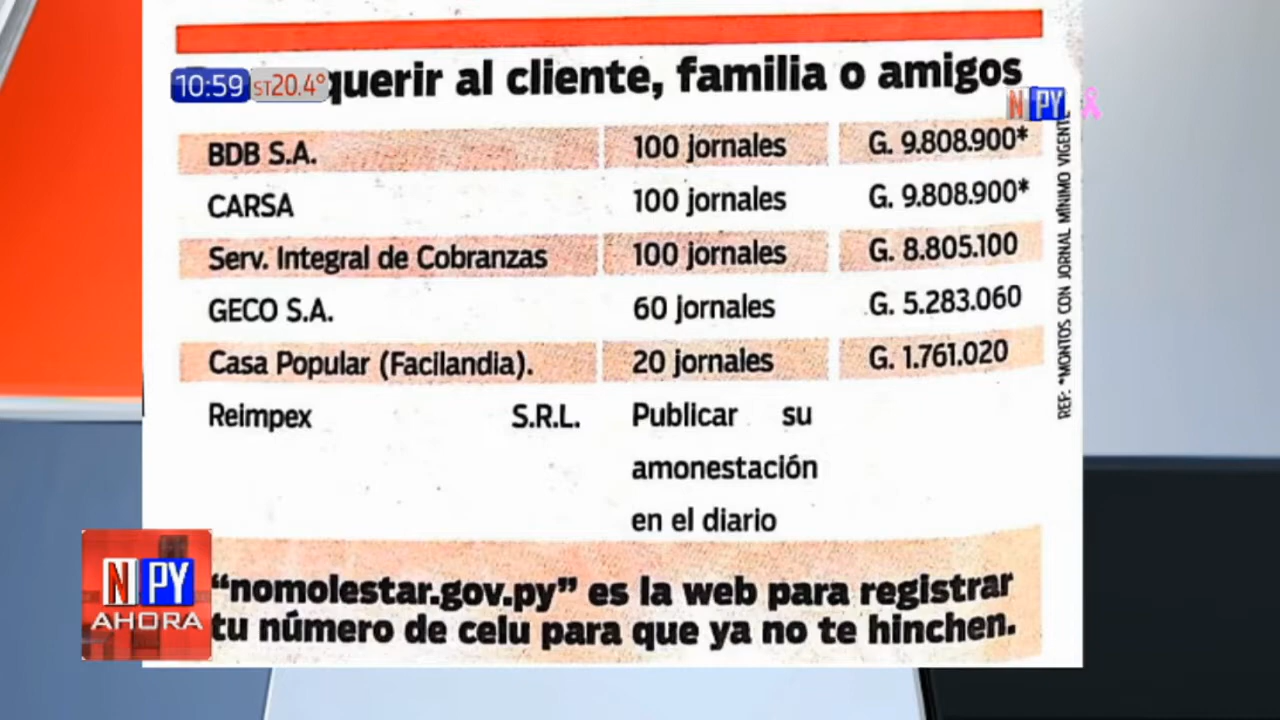 querir al cliente, familia o amigos
10:59 ST20.4°
NPY
BDB S.A. 100 jornales G. 9.808.900*
CARSA 100 jornales G. 9.808.900*
Serv. Integral de Cobranzas 100 jornales G. 8.805.100
GECO S.A. 60 jornales G. 5.283.060
Casa Popular (Facilandia). 20 jornales G. 1.761.020
Reimpex S.R.L. Publicar su
amonestación
en el diario
REF: *MONTOS CON JORNAL MÍNIMO VIGENTE
“nomolestar.gov.py” es la web para registrar
tu número de celu para que ya no te hinchen.
NPY
AHORA